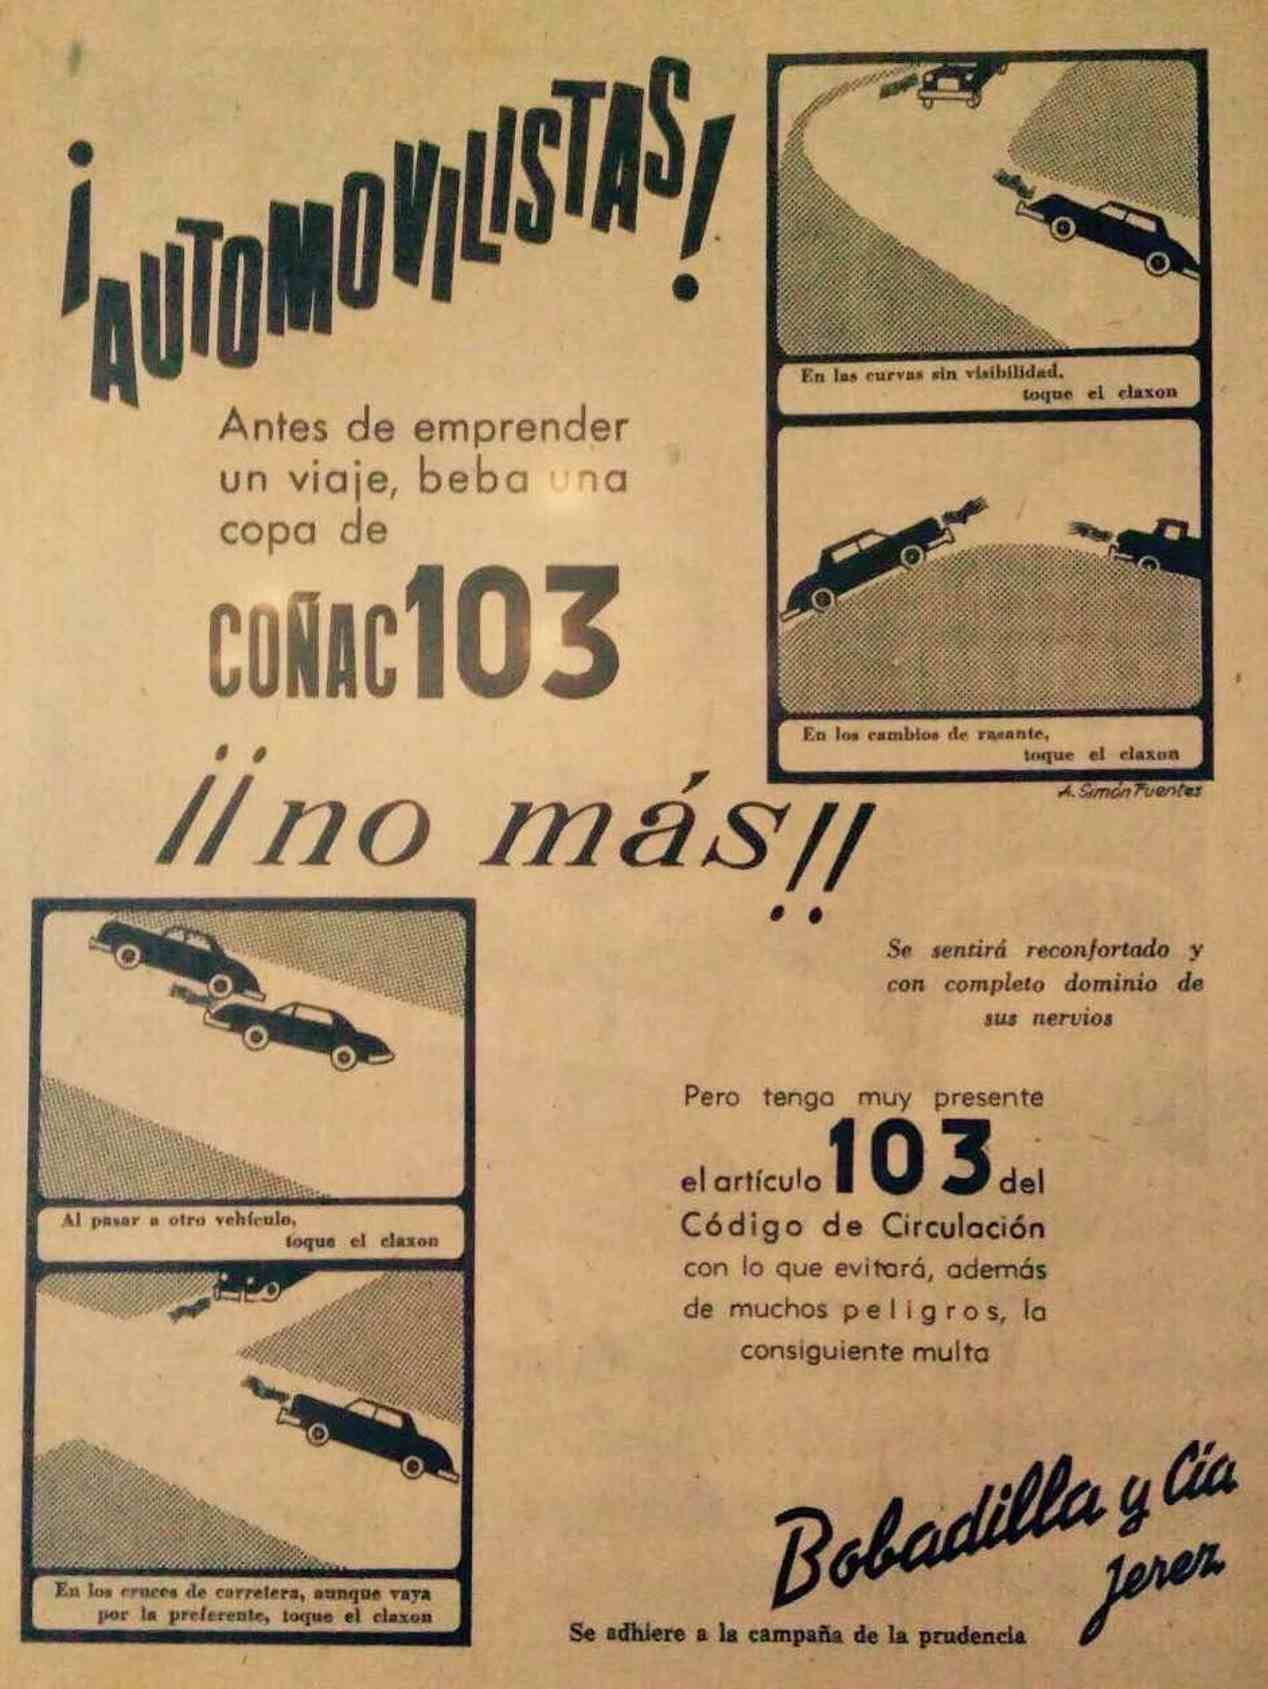 ¡AUTOMOVILISTAS!
Antes de emprender
un viaje, beba una
copa de
COÑAC 103
¡¡no más!!
En las curvas sin visibilidad,
toque el claxon
En los cambios de rasante,
toque el claxon
A. Simón Fuentes
Se sentirá reconfortado y
con completo dominio de
sus nervios
Al pasar a otro vehículo,
toque el claxon
En los cruces de carretera, aunque vaya
por la preferente, toque el claxon
Pero tenga muy presente
el artículo 103 del
Código de Circulación
con lo que evitará, además
de muchos peligros, la
consiguiente multa
Bobadilla y Cía
Jerez
Se adhiere a la campaña de la prudencia